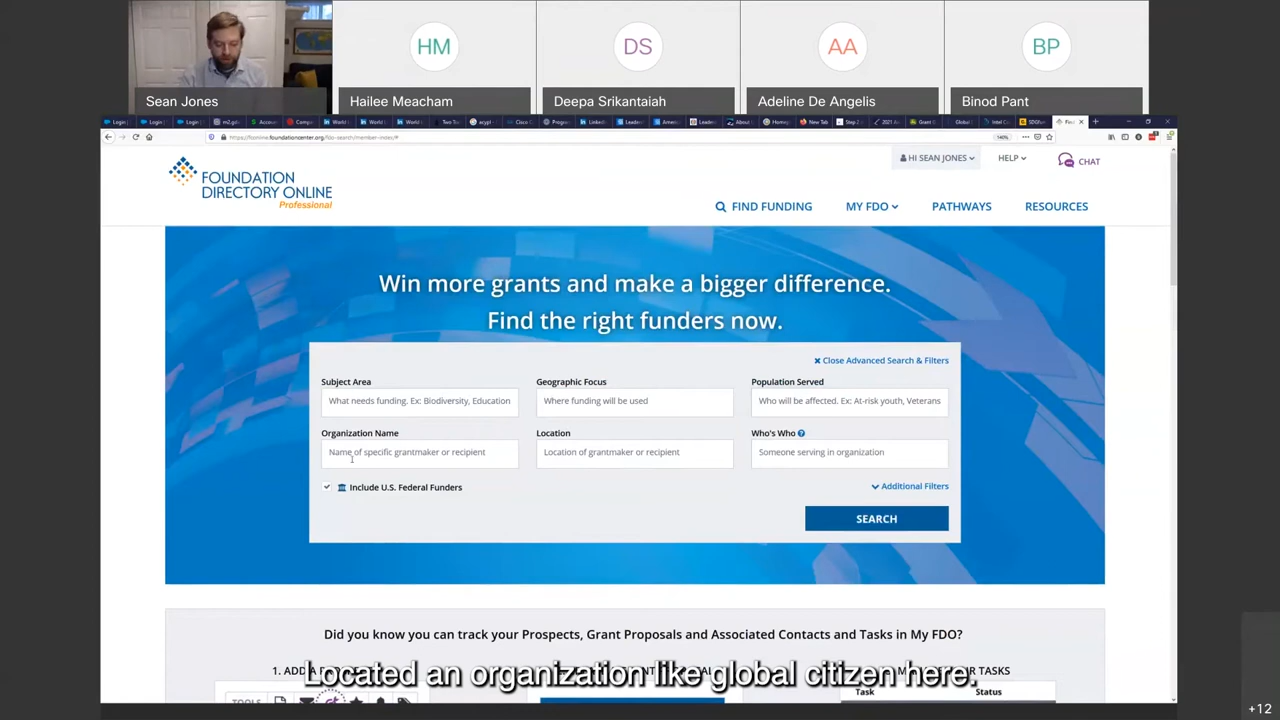 HM
DS
AA
BP
Sean Jones
Hailee Meacham
Deepa Srikantaiah
Adeline De Angelis
Binod Pant
FOUNDATION
DIRECTORY ONLINE
Professional
HI SEAN JONES
HELP
CHAT
FIND FUNDING
MY FDO
PATHWAYS
RESOURCES
Win more grants and make a bigger difference.
Find the right funders now.
Close Advanced Search & Filters
Subject Area
Geographic Focus
Population Served
What needs funding. Ex: Biodiversity, Education
Where funding will be used
Who will be affected. Ex: At-risk youth, Veterans
Organization Name
Location
Who's Who
Name of specific grantmaker or recipient
Location of grantmaker or recipient
Someone serving in organization
Include U.S. Federal Funders
Additional Filters
SEARCH
Did you know you can track your Prospects, Grant Proposals and Associated Contacts and Tasks in My FDO?
Located an organization like global citizen here.
TOOLS
Task
Status
+12